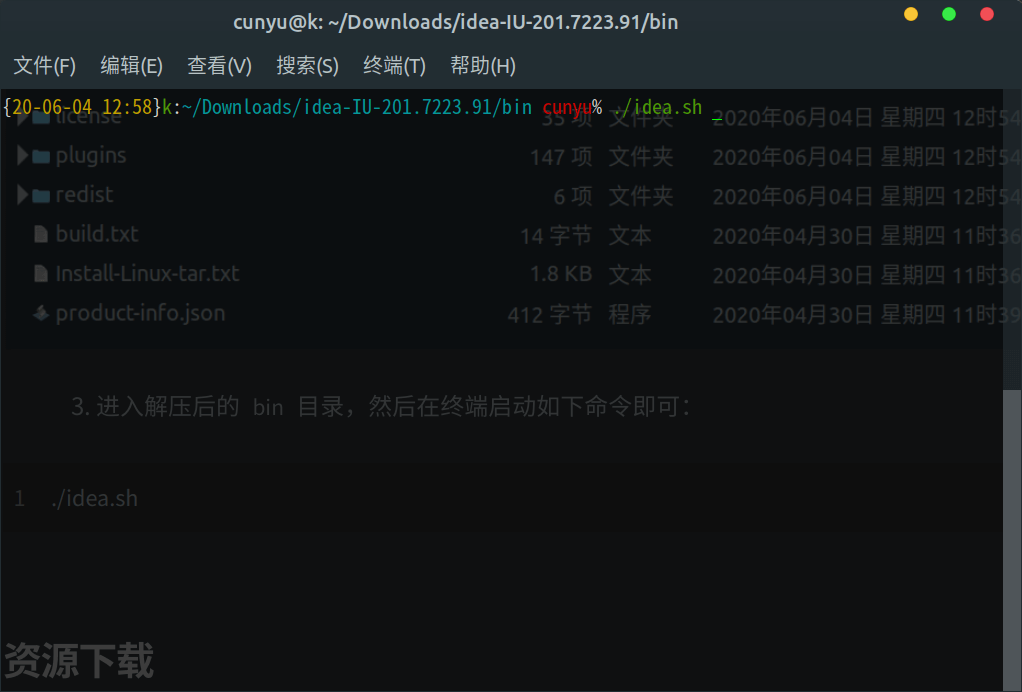 cunyu@k: ~/Downloads/idea-IU-201.7223.91/bin
文件(F) 编辑(E) 查看(V) 搜索(S) 终端(T) 帮助(H)
{20-06-04 12:58}k:~/Downloads/idea-IU-201.7223.91/bin cunyu% ./idea.sh _
license 35 项 文件夹 2020年06月04日 星期四 12时54
plugins 147 项 文件夹 2020年06月04日 星期四 12时54
redist 6 项 文件夹 2020年06月04日 星期四 12时54
build.txt 14 字节 文本 2020年04月30日 星期四 11时36
Install-Linux-tar.txt 1.8 KB 文本 2020年04月30日 星期四 11时36
product-info.json 412 字节 程序 2020年04月30日 星期四 11时39
3. 进入解压后的 bin 目录，然后在终端启动如下命令即可：
1 ./idea.sh
资源下载